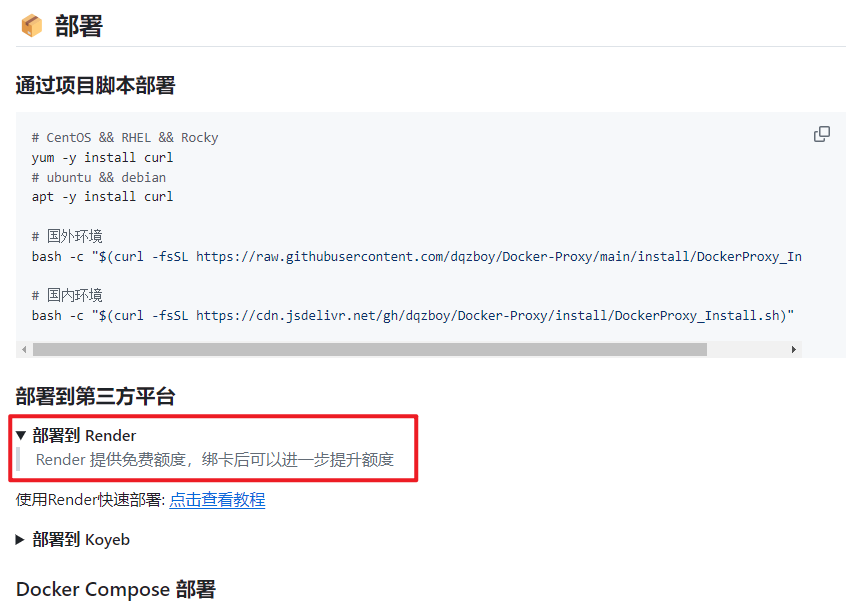 📦 部署
通过项目脚本部署
# CentOS && RHEL && Rocky
yum -y install curl
# ubuntu && debian
apt -y install curl
# 国外环境
bash -c "$(curl -fsSL https://raw.githubusercontent.com/dqzboy/Docker-Proxy/main/install/DockerProxy_In
# 国内环境
bash -c "$(curl -fsSL https://cdn.jsdelivr.net/gh/dqzboy/Docker-Proxy/install/DockerProxy_Install.sh)"
部署到第三方平台
▼ 部署到 Render
Render 提供免费额度，绑卡后可以进一步提升额度
使用Render快速部署: 点击查看教程
▶ 部署到 Koyeb
Docker Compose 部署